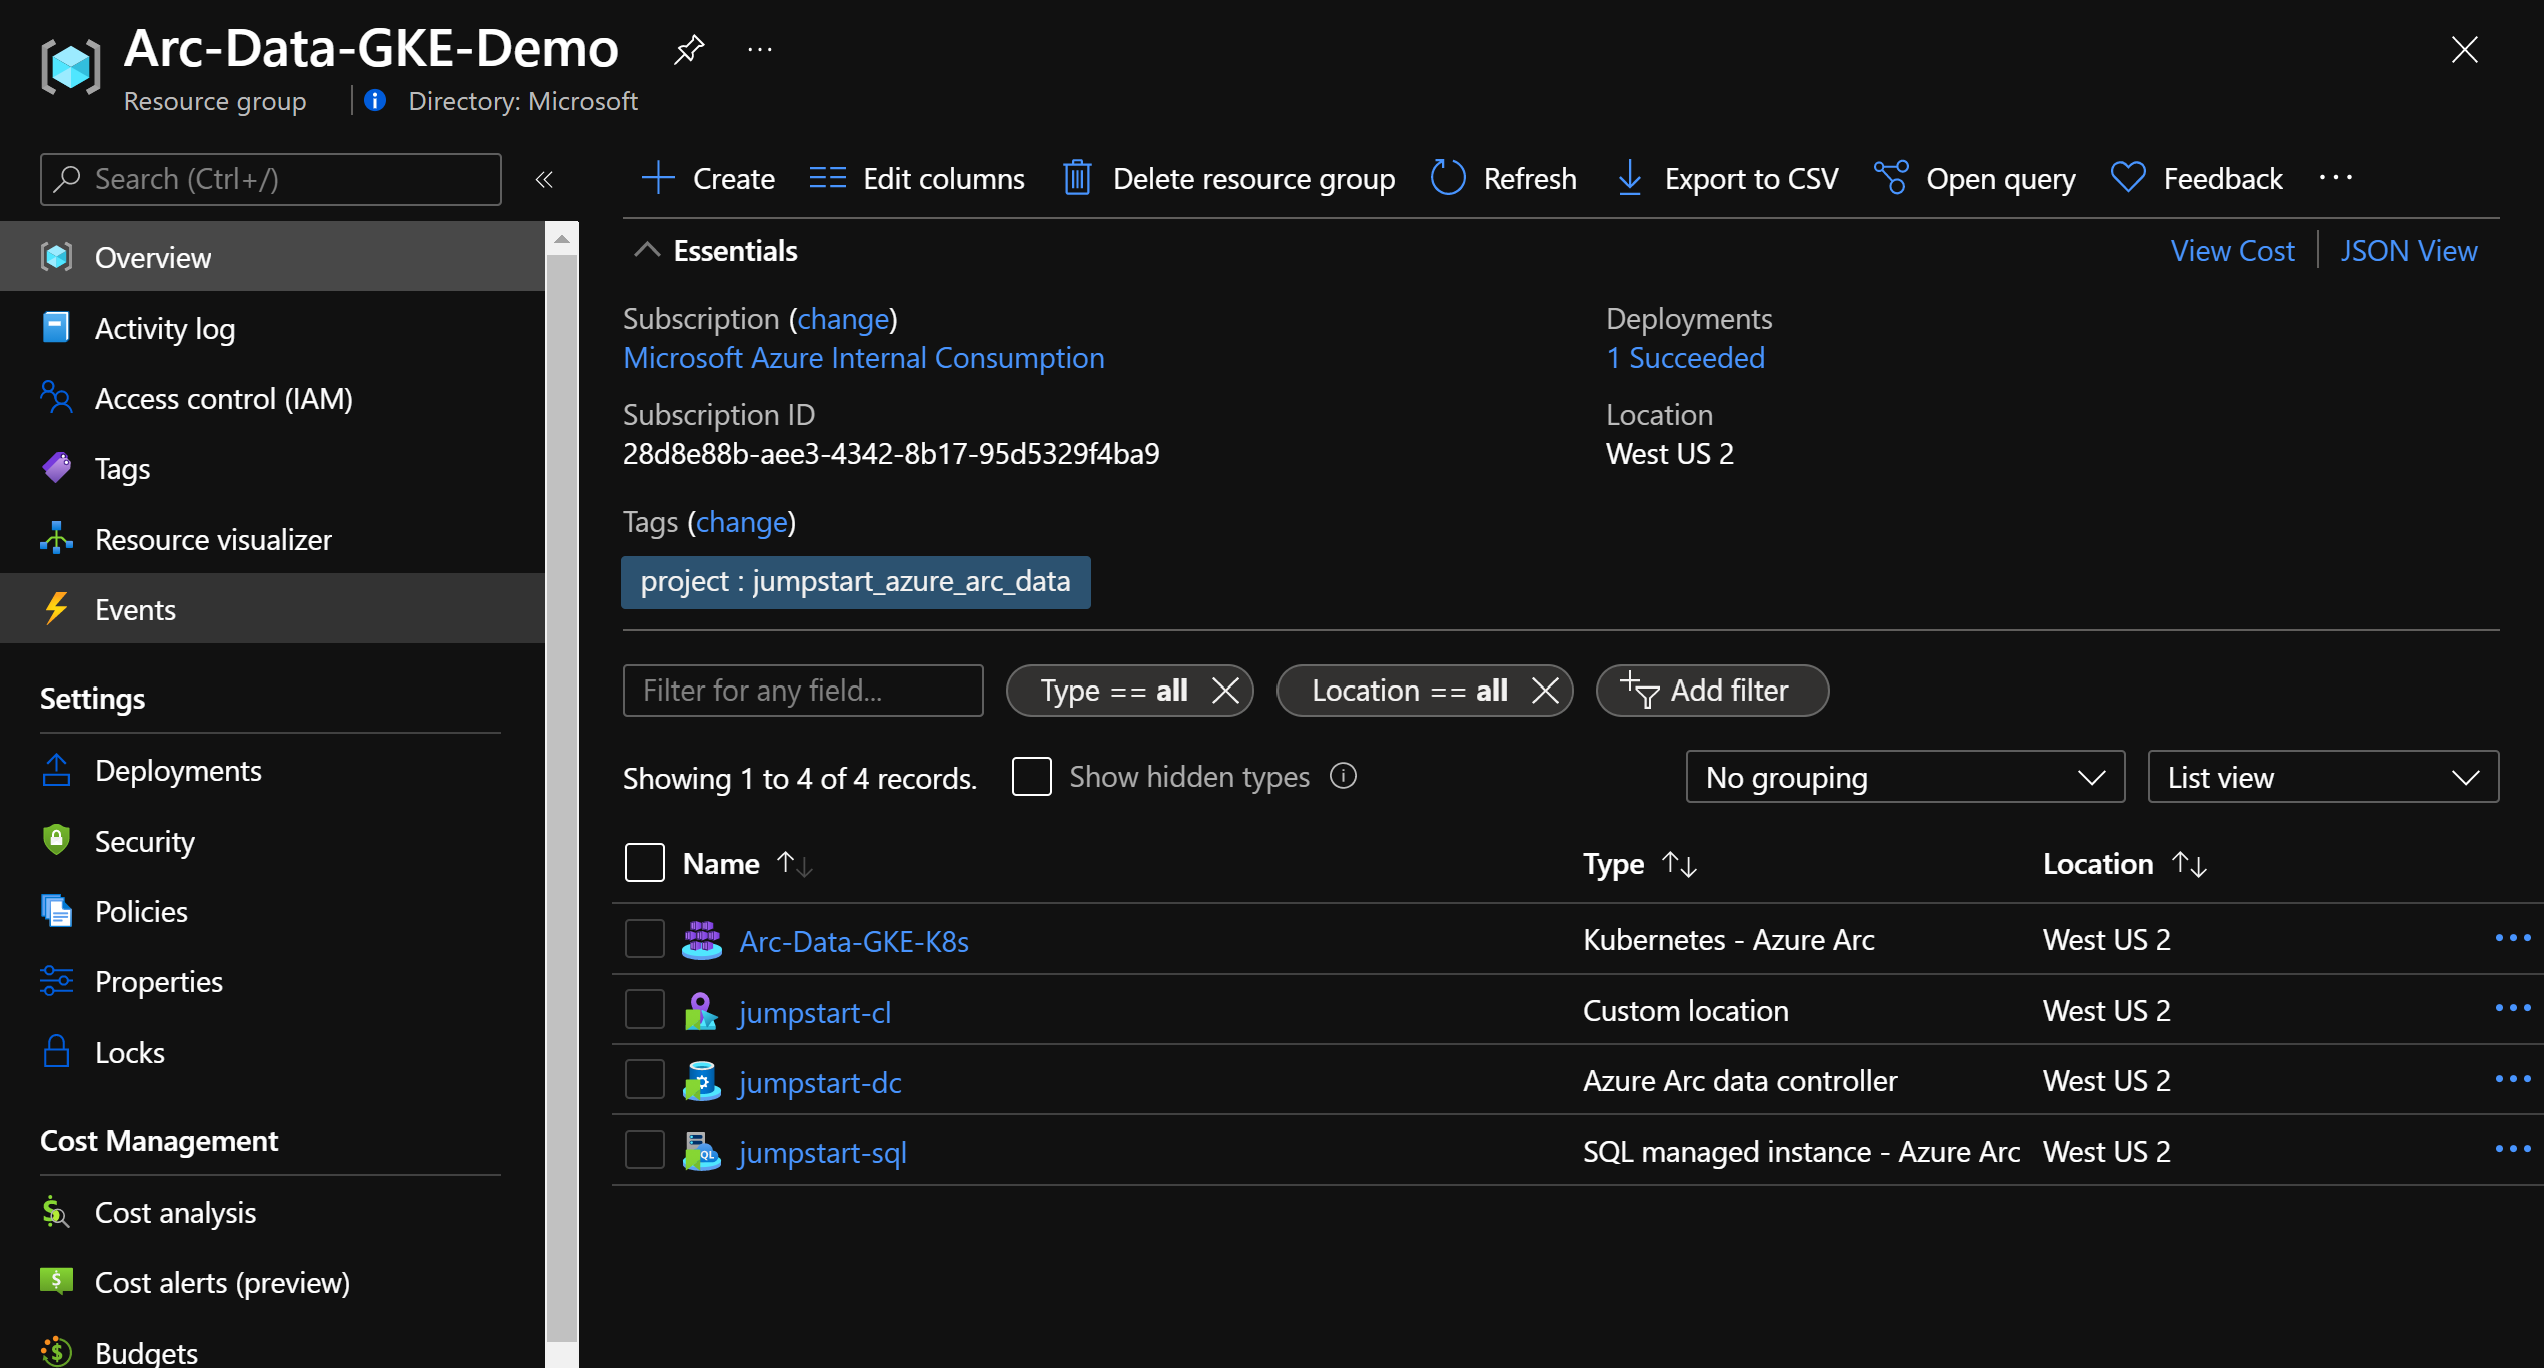 Arc-Data-GKE-Demo
Resource group
Directory: Microsoft
Search (Ctrl+/)
Overview
Activity log
Access control (IAM)
Tags
Resource visualizer
Events
Settings
Deployments
Security
Policies
Properties
Locks
Cost Management
Cost analysis
Cost alerts (preview)
Budgets
Create Edit columns Delete resource group Refresh Export to CSV Open query Feedback
Essentials
View Cost JSON View
Subscription (change)
Microsoft Azure Internal Consumption
Subscription ID
28d8e88b-aee3-4342-8b17-95d5329f4ba9
Deployments
1 Succeeded
Location
West US 2
Tags (change)
project : jumpstart_azure_arc_data
Filter for any field... Type == all Location == all Add filter
Showing 1 to 4 of 4 records. Show hidden types No grouping List view
Name Type Location
Arc-Data-GKE-K8s Kubernetes - Azure Arc West US 2
jumpstart-cl Custom location West US 2
jumpstart-dc Azure Arc data controller West US 2
jumpstart-sql SQL managed instance - Azure Arc West US 2